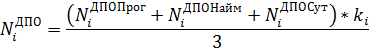 N_i^ДПО = ((N_i^ДПОПрог + N_i^ДПОНайм + N_i^ДПОСут) * k_i) / 3